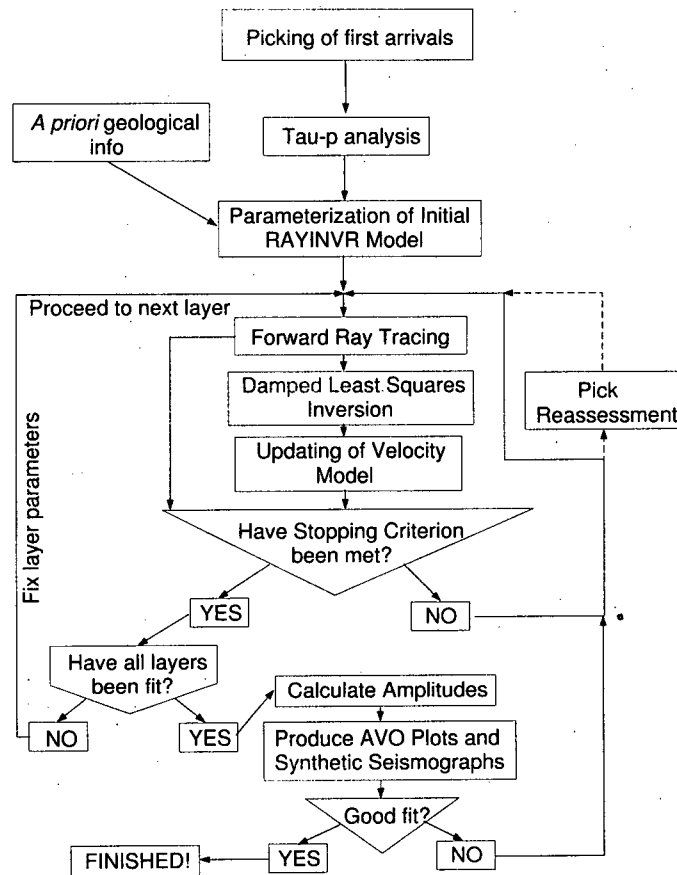 Picking of first arrivals
A priori geological
info
Tau-p analysis
Parameterization of Initial
RAYINVR Model
Proceed to next layer
Forward Ray Tracing
Damped Least Squares
Inversion
Pick
Reassessment
Updating of Velocity
Model
Fix layer parameters
Have Stopping Criterion
been met?
YES
NO
Have all layers
been fit?
NO
YES
Calculate Amplitudes
Produce AVO Plots and
Synthetic Seismographs
Good fit?
YES
NO
FINISHED!